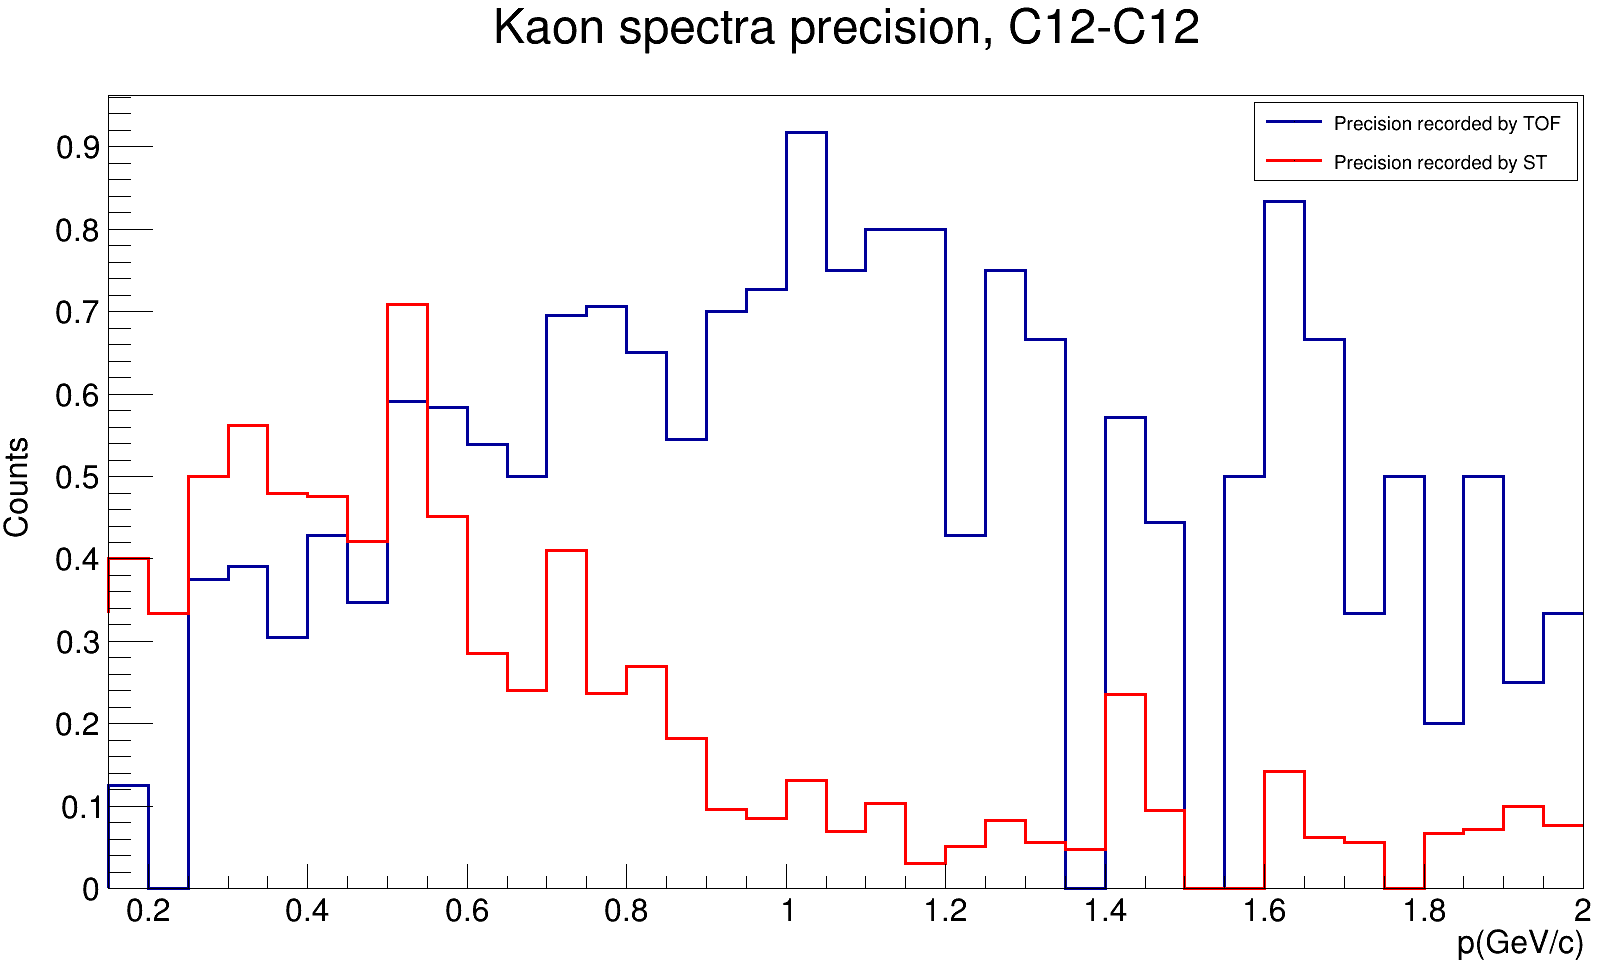 Kaon spectra precision, C12-C12
Precision recorded by TOF
Precision recorded by ST
Counts
0.9
0.8
0.7
0.6
0.5
0.4
0.3
0.2
0.1
0
0.2 0.4 0.6 0.8 1 1.2 1.4 1.6 1.8 2
p(GeV/c)